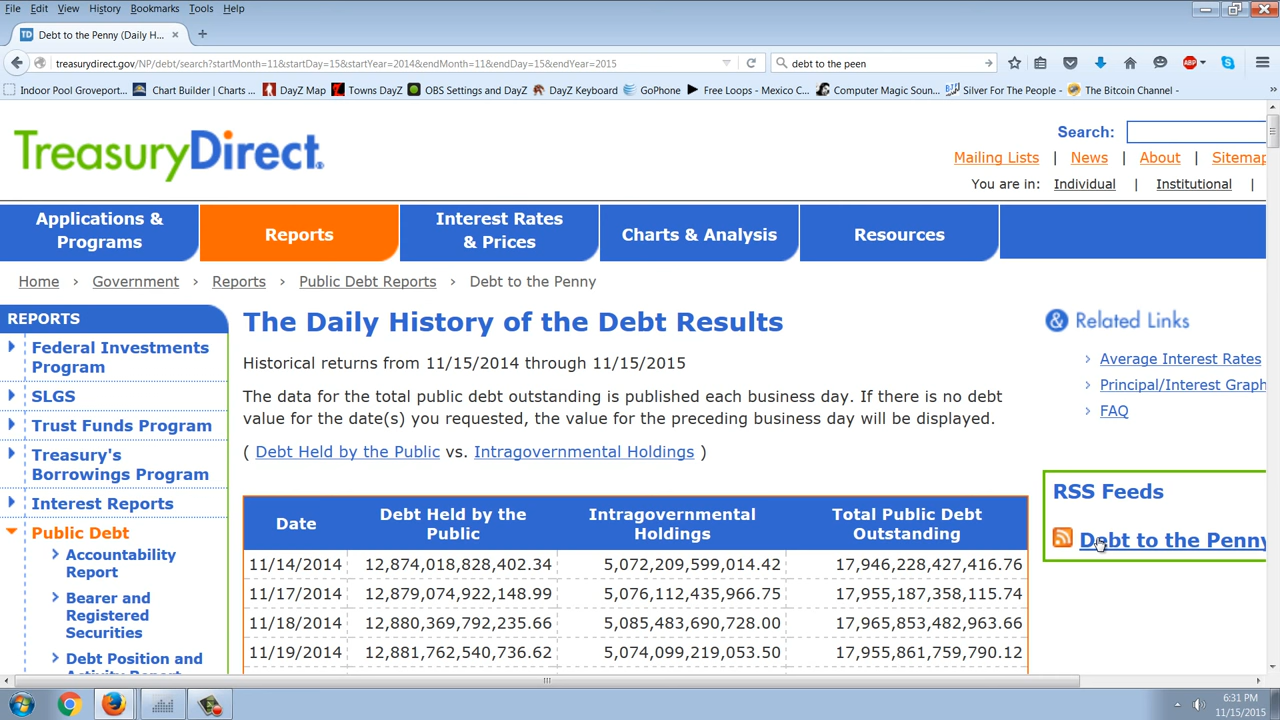 File Edit View History Bookmarks Tools Help
TD Debt to the Penny (Daily H... × +
treasurydirect.gov/NP/debt/search?startMonth=11&startDay=15&startYear=2014&endMonth=11&endDay=15&endYear=2015
debt to the peen
ABP
Indoor Pool Groveport... Chart Builder | Charts ... DayZ Map Towns DayZ OBS Settings and DayZ DayZ Keyboard GoPhone Free Loops - Mexico C... Computer Magic Soun... Silver For The People - The Bitcoin Channel - »
TreasuryDirect®
Search:
Mailing Lists | News | About | Sitemap
You are in: Individual | Institutional |
Applications & Programs
Reports
Interest Rates & Prices
Charts & Analysis
Resources
Home > Government > Reports > Public Debt Reports > Debt to the Penny
REPORTS
Federal Investments
Program
SLGS
Trust Funds Program
Treasury's
Borrowings Program
Interest Reports
Public Debt
Accountability
Report
Bearer and
Registered
Securities
Debt Position and
Activity Report
The Daily History of the Debt Results
Historical returns from 11/15/2014 through 11/15/2015
The data for the total public debt outstanding is published each business day. If there is no debt
value for the date(s) you requested, the value for the preceding business day will be displayed.
( Debt Held by the Public vs. Intragovernmental Holdings )
Date | Debt Held by the Public | Intragovernmental Holdings | Total Public Debt Outstanding
11/14/2014 12,874,018,828,402.34 5,072,209,599,014.42 17,946,228,427,416.76
11/17/2014 12,879,074,922,148.99 5,076,112,435,966.75 17,955,187,358,115.74
11/18/2014 12,880,369,792,235.66 5,085,483,690,728.00 17,965,853,482,963.66
11/19/2014 12,881,762,540,736.62 5,074,099,219,053.50 17,955,861,759,790.12
& Related Links
Average Interest Rates
Principal/Interest Graph
FAQ
RSS Feeds
Debt to the Penny
6:31 PM
11/15/2015